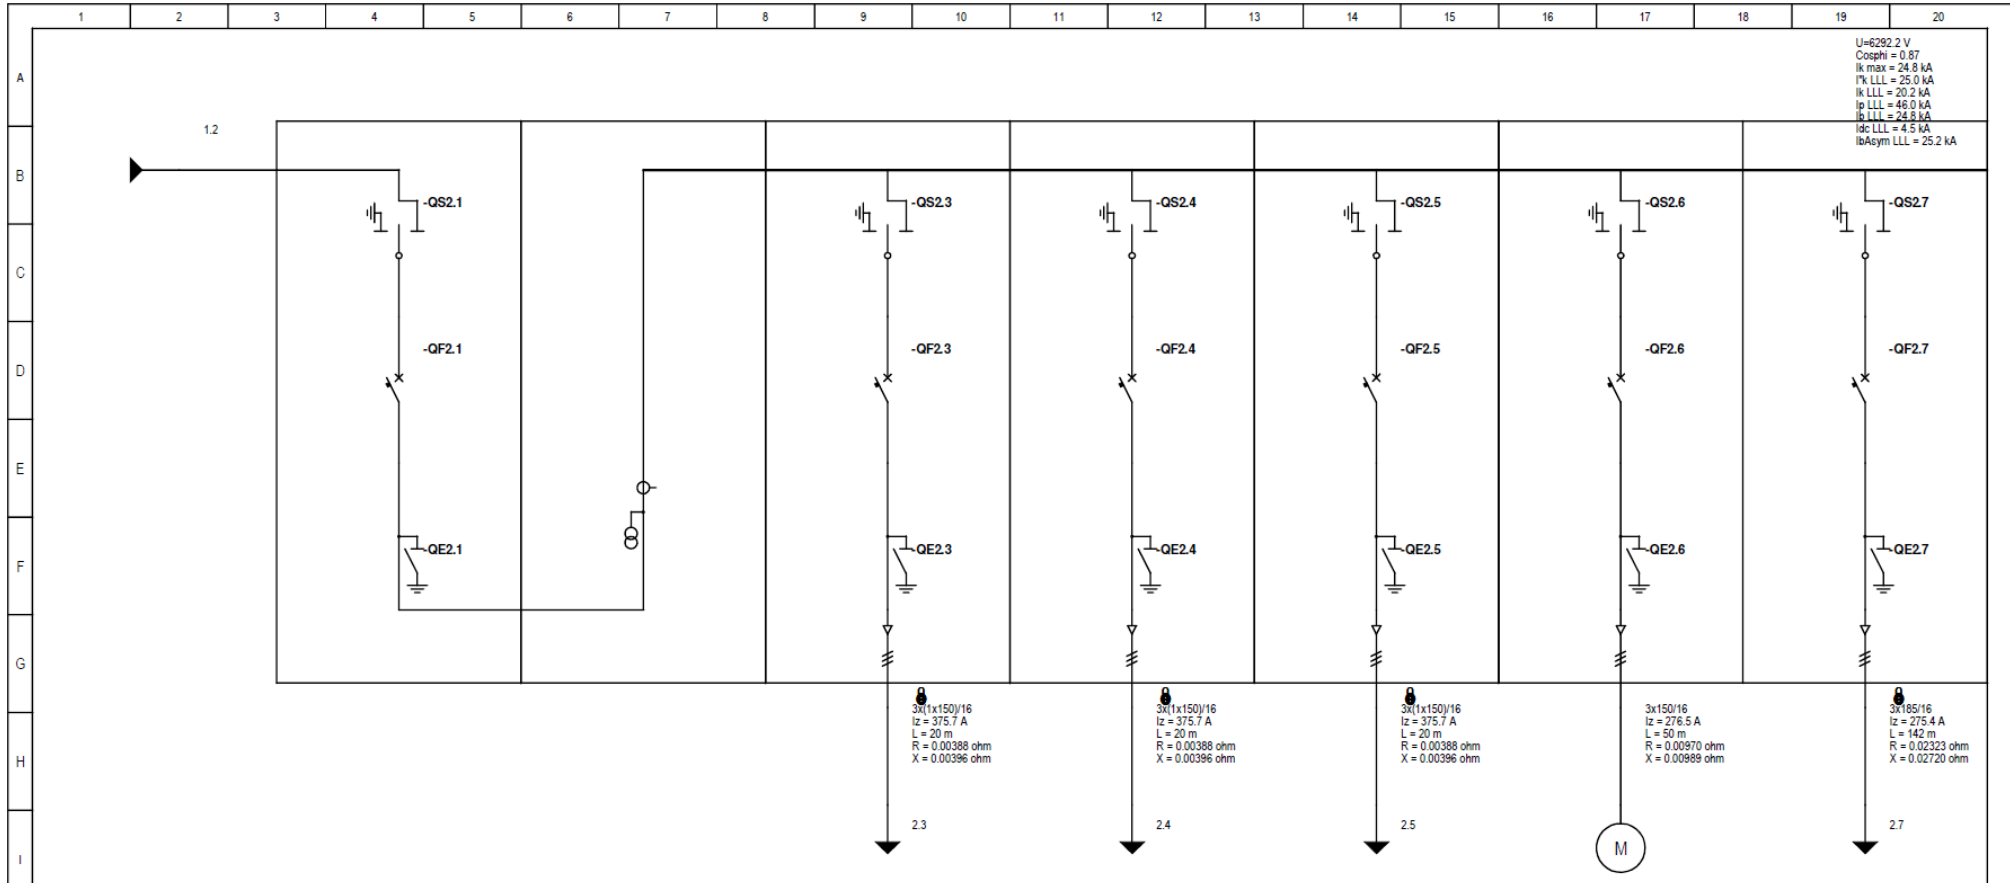 1 2 3 4 5 6 7 8 9 10 11 12 13 14 15 16 17 18 19 20
A
U=6292.2 V
Cosphi = 0.87
Ik max = 24.8 kA
I"k LLL = 25.0 kA
Ik LLL = 20.2 kA
Ip LLL = 46.0 kA
Ib LLL = 24.8 kA
Idc LLL = 4.5 kA
IbAsym LLL = 25.2 kA
1.2
B
-QS2.1 -QS2.3 -QS2.4 -QS2.5 -QS2.6 -QS2.7
C
D
-QF2.1 -QF2.3 -QF2.4 -QF2.5 -QF2.6 -QF2.7
E
F
-QE2.1 -QE2.3 -QE2.4 -QE2.5 -QE2.6 -QE2.7
G
3x(1x150)/16
Iz = 375.7 A
L = 20 m
R = 0.00388 ohm
X = 0.00396 ohm
3x(1x150)/16
Iz = 375.7 A
L = 20 m
R = 0.00388 ohm
X = 0.00396 ohm
3x(1x150)/16
Iz = 375.7 A
L = 20 m
R = 0.00388 ohm
X = 0.00396 ohm
3x150/16
Iz = 276.5 A
L = 50 m
R = 0.00970 ohm
X = 0.00989 ohm
3x185/16
Iz = 275.4 A
L = 142 m
R = 0.02323 ohm
X = 0.02720 ohm
H
2.3 2.4 2.5 2.7
I
M